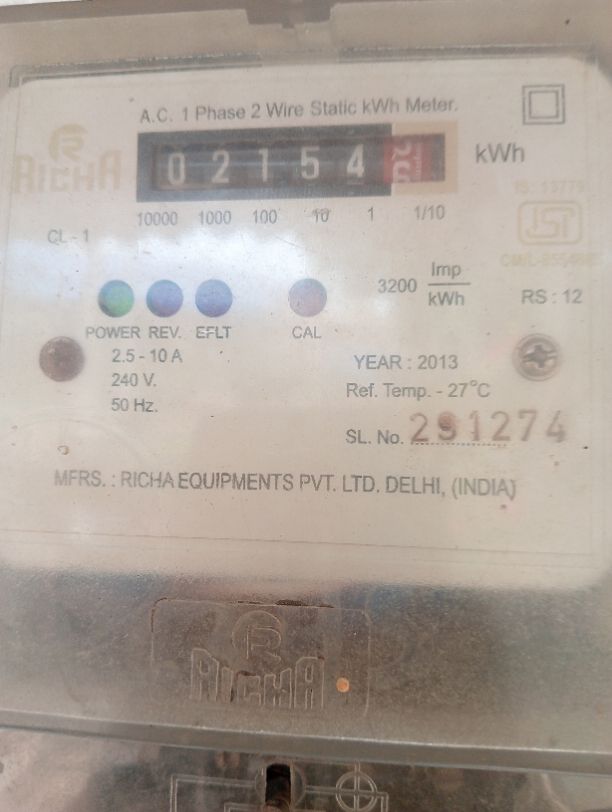 A.C. 1 Phase 2 Wire Static kWh Meter.
RICHA
0 2 1 5 4
kWh
10000 1000 100 10 1 1/10
IS: 13779
CL - 1
3200 Imp/kWh
RS : 12
POWER REV. EFLT CAL
2.5 - 10 A
240 V.
50 Hz.
YEAR : 2013
Ref. Temp. - 27°C
SL. No. 291274
MFRS. : RICHA EQUIPMENTS PVT. LTD. DELHI, (INDIA)
RICHA